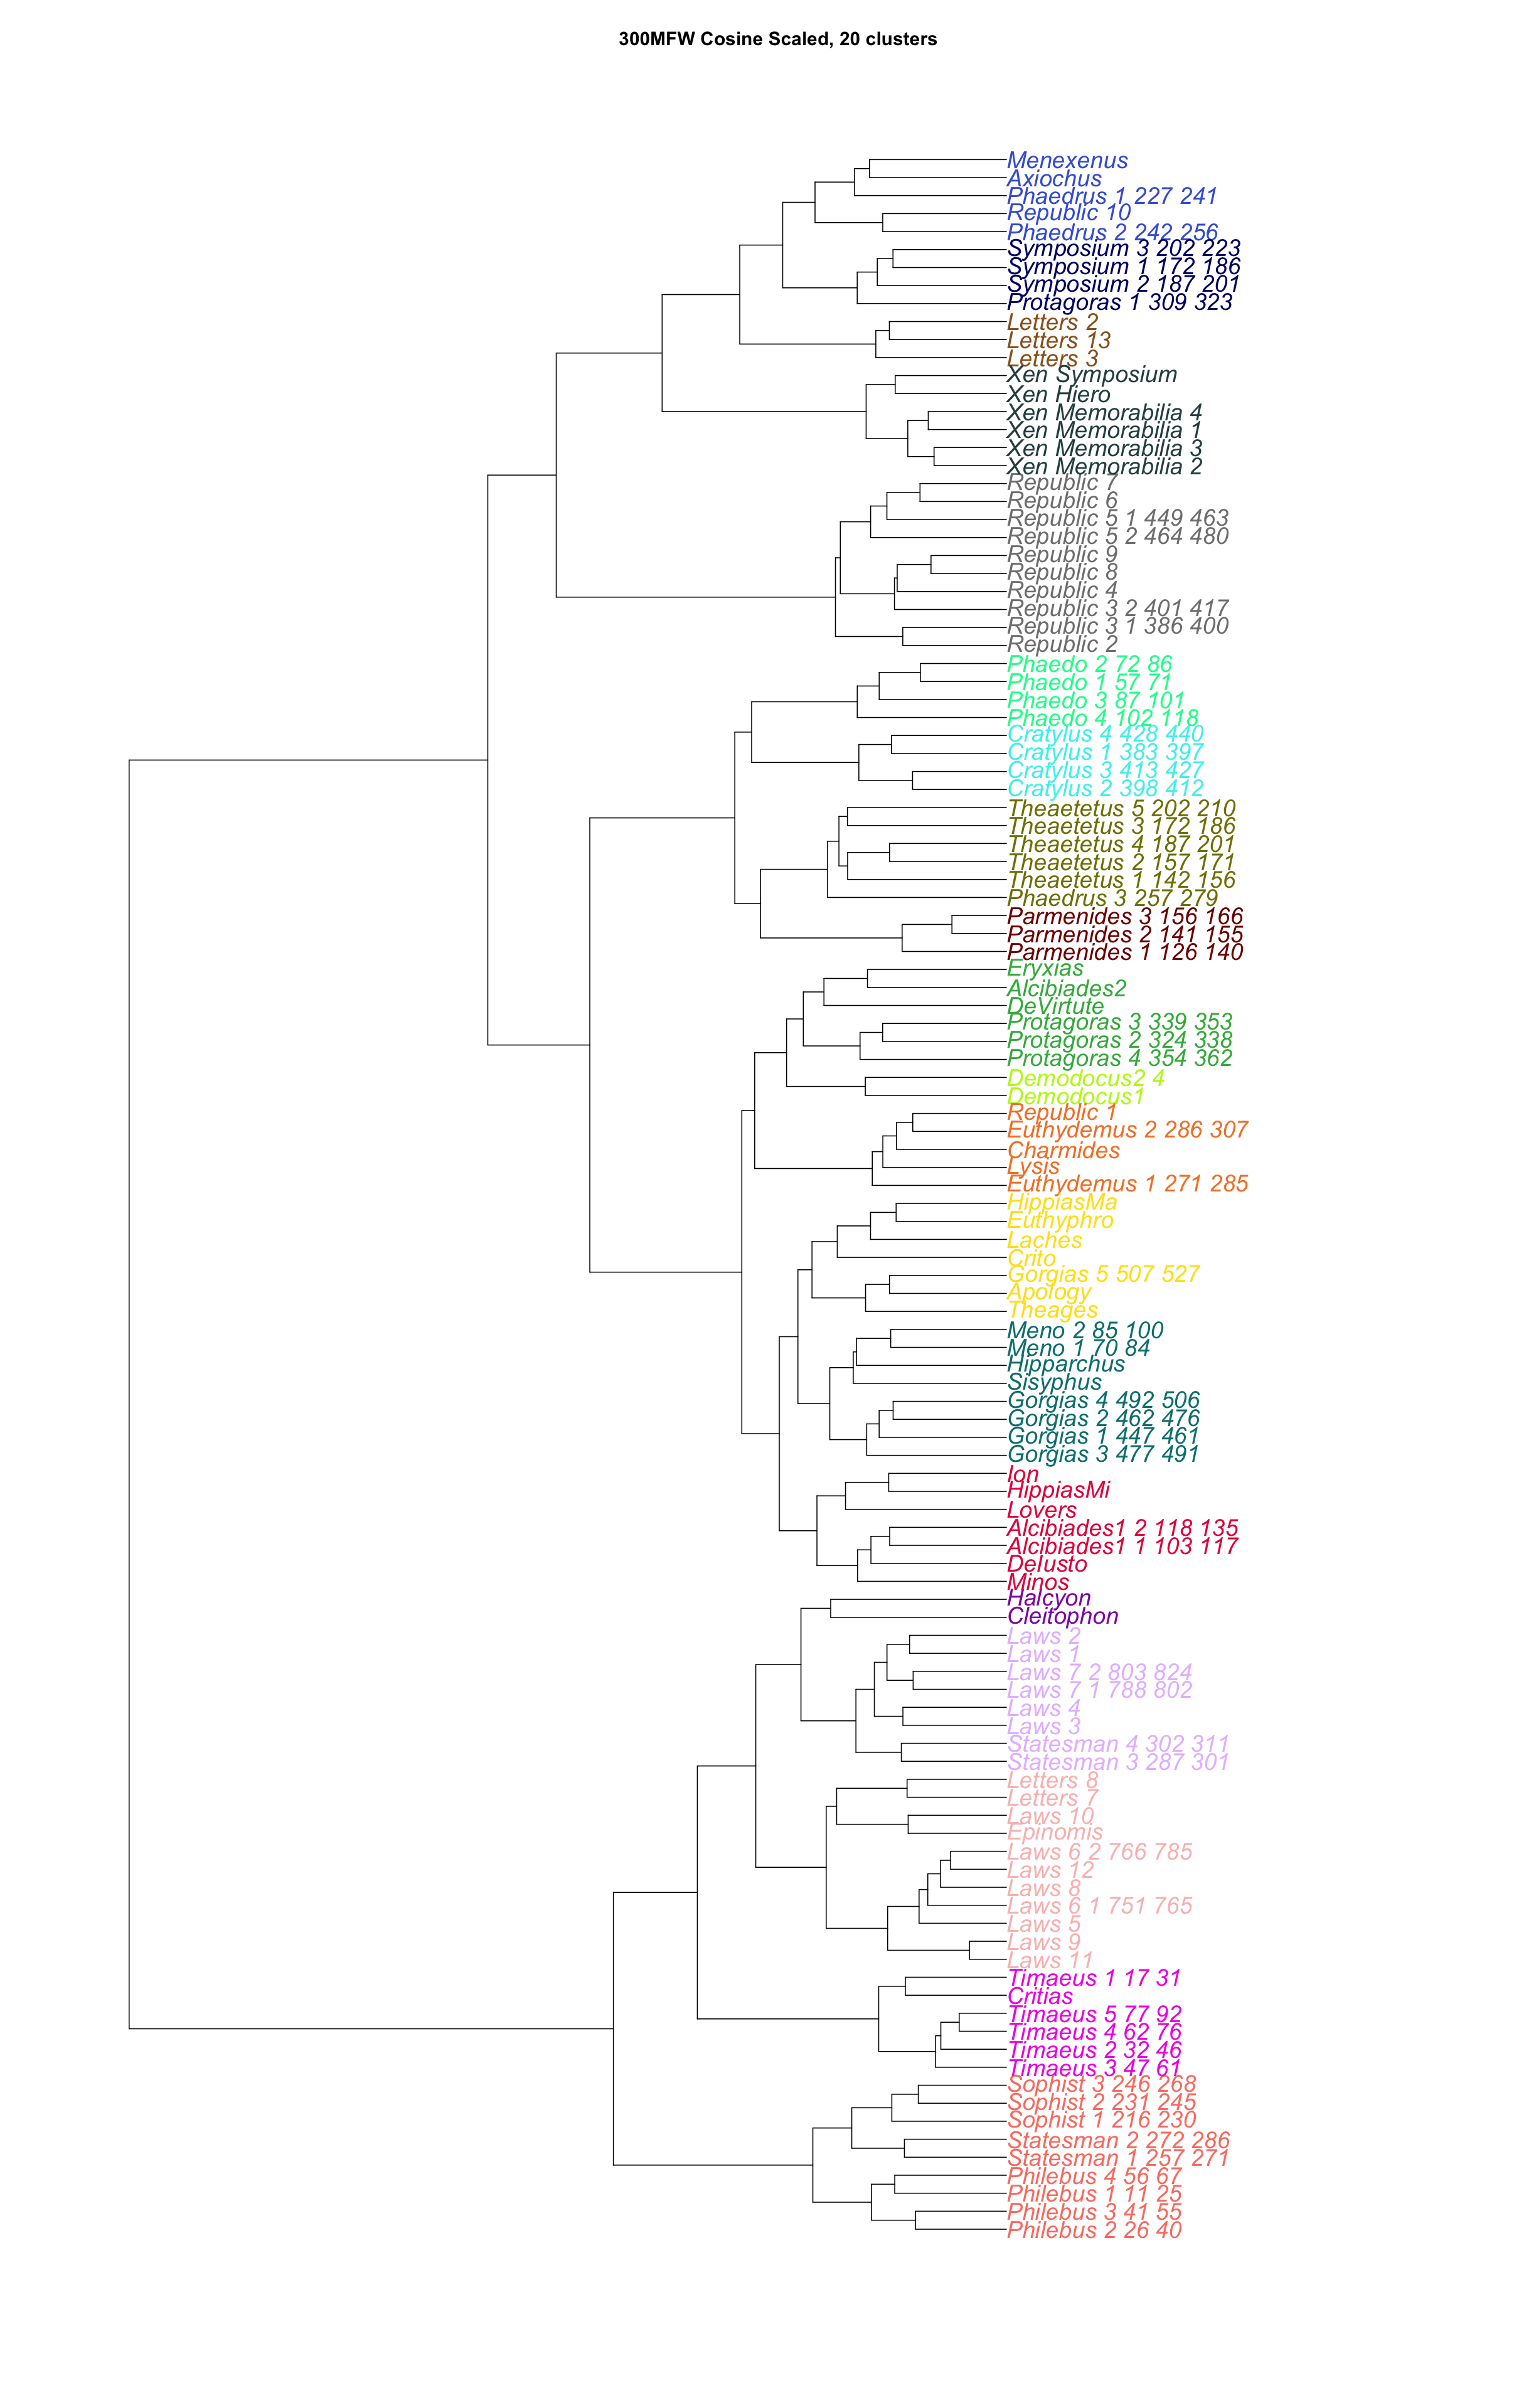 300MFW Cosine Scaled, 20 clusters
Menexenus
Axiochus
Phaedrus 1 227 241
Republic 10
Phaedrus 2 242 256
Symposium 3 202 223
Symposium 1 172 186
Symposium 2 187 201
Protagoras 1 309 323
Letters 2
Letters 13
Letters 3
Xen Symposium
Xen Hiero
Xen Memorabilia 4
Xen Memorabilia 1
Xen Memorabilia 3
Xen Memorabilia 2
Republic 7
Republic 6
Republic 5 1 449 463
Republic 5 2 464 480
Republic 9
Republic 8
Republic 4
Republic 3 2 401 417
Republic 3 1 386 400
Republic 2
Phaedo 2 72 86
Phaedo 1 57 71
Phaedo 3 87 101
Phaedo 4 102 118
Cratylus 4 428 440
Cratylus 1 383 397
Cratylus 3 413 427
Cratylus 2 398 412
Theaetetus 5 202 210
Theaetetus 3 172 186
Theaetetus 4 187 201
Theaetetus 2 157 171
Theaetetus 1 142 156
Phaedrus 3 257 279
Parmenides 3 156 166
Parmenides 2 141 155
Parmenides 1 126 140
Eryxias
Alcibiades2
DeVirtute
Protagoras 3 339 353
Protagoras 2 324 338
Protagoras 4 354 362
Demodocus2 4
Demodocus1
Republic 1
Euthydemus 2 286 307
Charmides
Lysis
Euthydemus 1 271 285
HippiasMa
Euthyphro
Laches
Crito
Gorgias 5 507 527
Apology
Theages
Meno 2 85 100
Meno 1 70 84
Hipparchus
Sisyphus
Gorgias 4 492 506
Gorgias 2 462 476
Gorgias 1 447 461
Gorgias 3 477 491
Ion
HippiasMi
Lovers
Alcibiades1 2 118 135
Alcibiades1 1 103 117
DeIusto
Minos
Halcyon
Cleitophon
Laws 2
Laws 1
Laws 7 2 803 824
Laws 7 1 788 802
Laws 4
Laws 3
Statesman 4 302 311
Statesman 3 287 301
Letters 8
Letters 7
Laws 10
Epinomis
Laws 6 2 766 785
Laws 12
Laws 8
Laws 6 1 751 765
Laws 5
Laws 9
Laws 11
Timaeus 1 17 31
Critias
Timaeus 5 77 92
Timaeus 4 62 76
Timaeus 2 32 46
Timaeus 3 47 61
Sophist 3 246 268
Sophist 2 231 245
Sophist 1 216 230
Statesman 2 272 286
Statesman 1 257 271
Philebus 4 56 67
Philebus 1 11 25
Philebus 3 41 55
Philebus 2 26 40